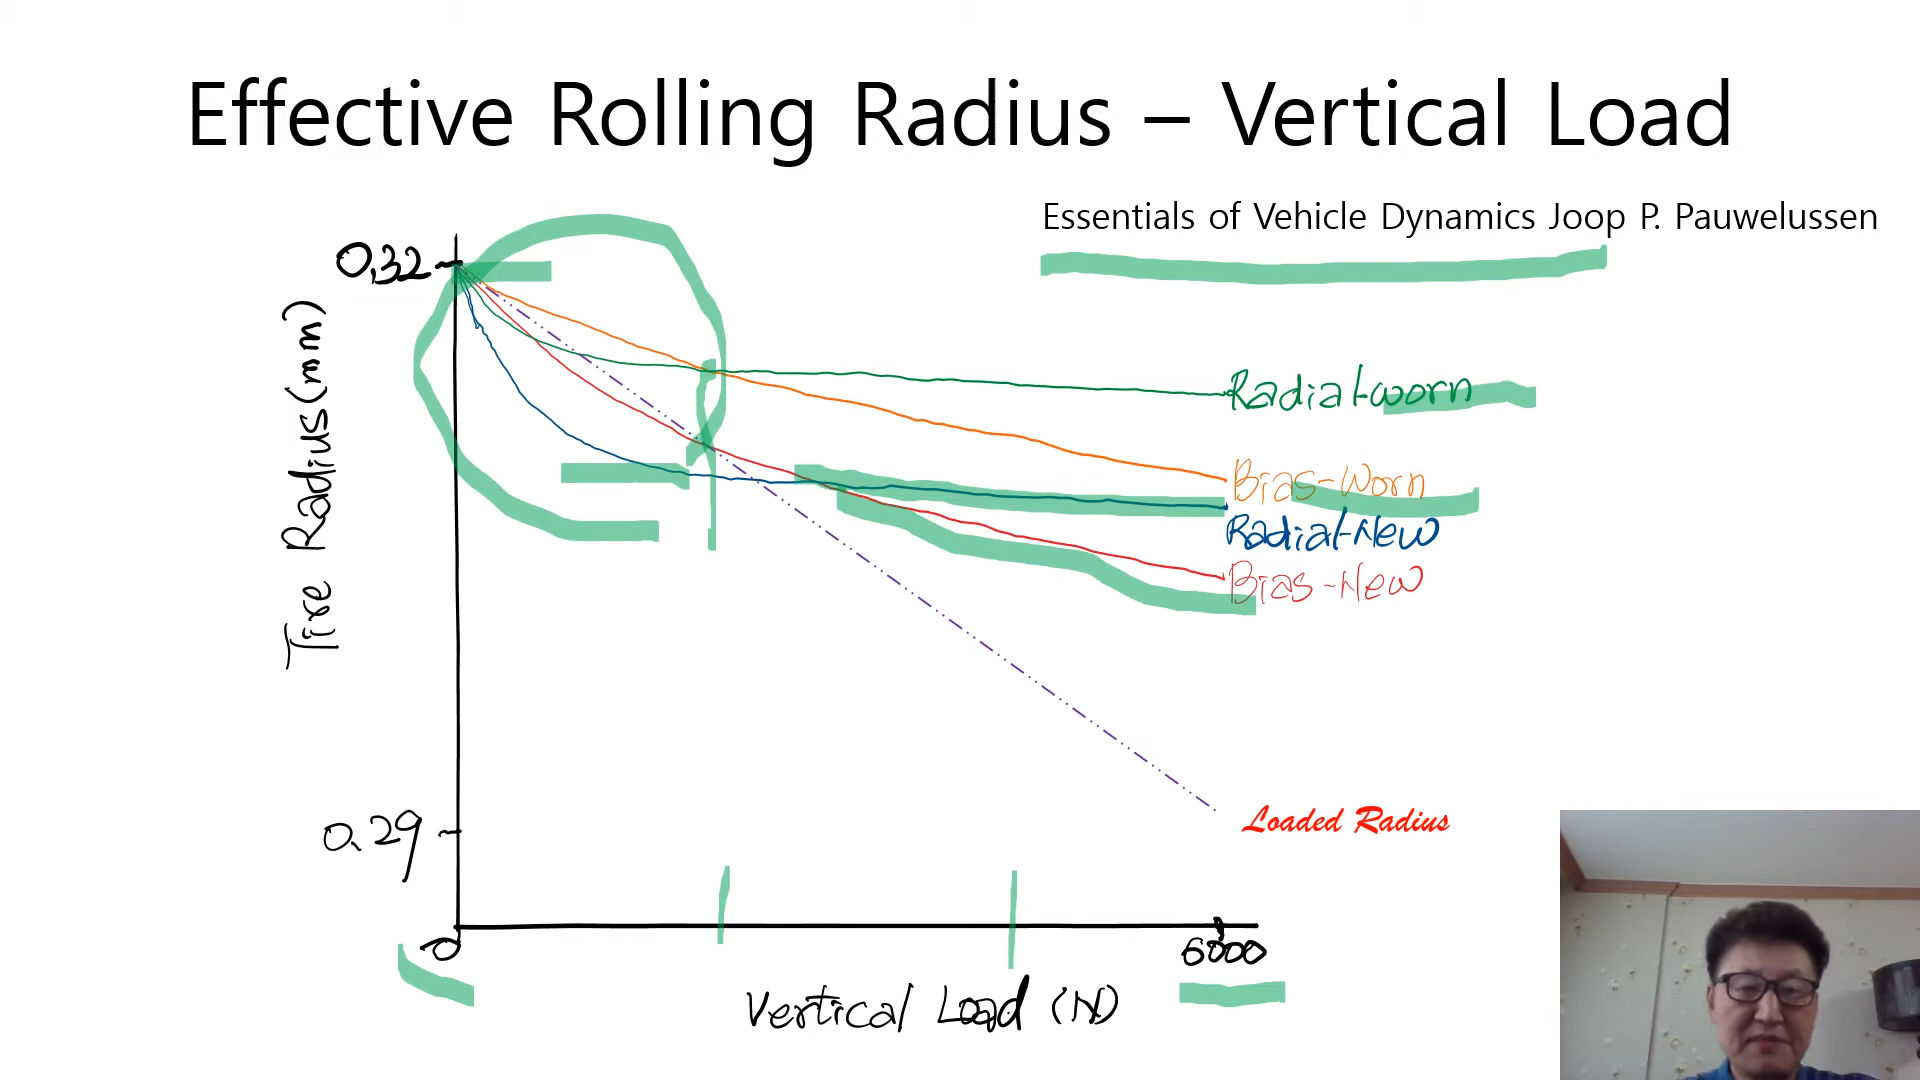 Effective Rolling Radius – Vertical Load
Essentials of Vehicle Dynamics Joop P. Pauwelussen
0.32
Tire Radius(mm)
Radial-worn
Bias-Worn
Radial-New
Bias-New
Loaded Radius
0.29
0
6000
Vertical Load (N)